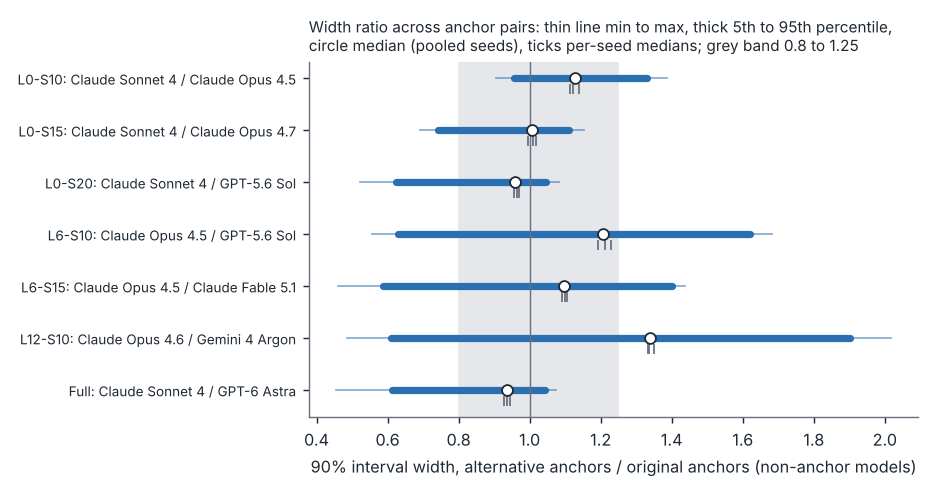 Width ratio across anchor pairs: thin line min to max, thick 5th to 95th percentile,
circle median (pooled seeds), ticks per-seed medians; grey band 0.8 to 1.25
L0-S10: Claude Sonnet 4 / Claude Opus 4.5
L0-S15: Claude Sonnet 4 / Claude Opus 4.7
L0-S20: Claude Sonnet 4 / GPT-5.6 Sol
L6-S10: Claude Opus 4.5 / GPT-5.6 Sol
L6-S15: Claude Opus 4.5 / Claude Fable 5.1
L12-S10: Claude Opus 4.6 / Gemini 4 Argon
Full: Claude Sonnet 4 / GPT-6 Astra
0.4 0.6 0.8 1.0 1.2 1.4 1.6 1.8 2.0
90% interval width, alternative anchors / original anchors (non-anchor models)